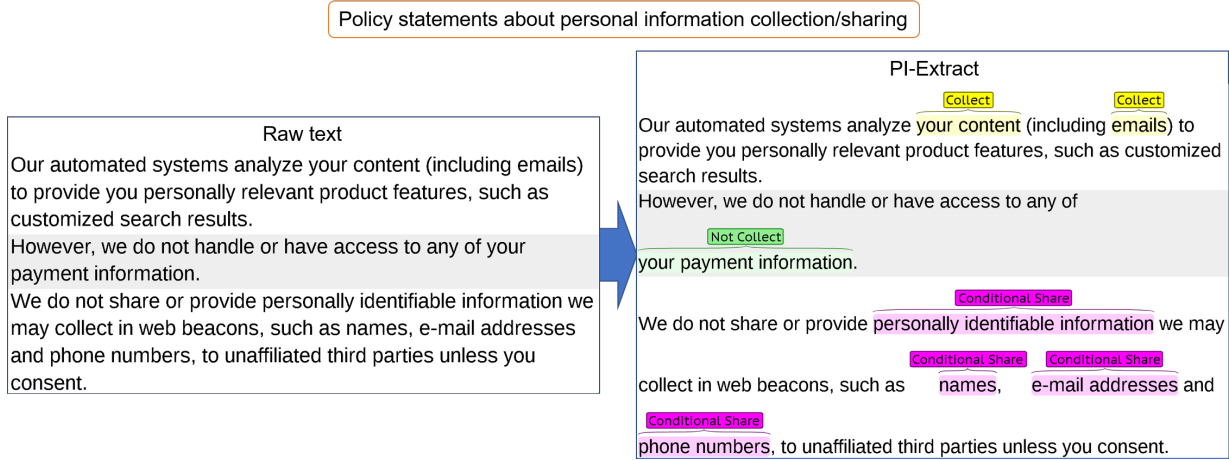 Policy statements about personal information collection/sharing
Raw text
Our automated systems analyze your content (including emails)
to provide you personally relevant product features, such as
customized search results.
However, we do not handle or have access to any of your
payment information.
We do not share or provide personally identifiable information we
may collect in web beacons, such as names, e-mail addresses
and phone numbers, to unaffiliated third parties unless you
consent.
PI-Extract
Collect Collect
Our automated systems analyze your content (including emails) to
provide you personally relevant product features, such as customized
search results.
However, we do not handle or have access to any of
Not Collect
your payment information.
Conditional Share
We do not share or provide personally identifiable information we may
Conditional Share Conditional Share
collect in web beacons, such as names, e-mail addresses and
Conditional Share
phone numbers, to unaffiliated third parties unless you consent.